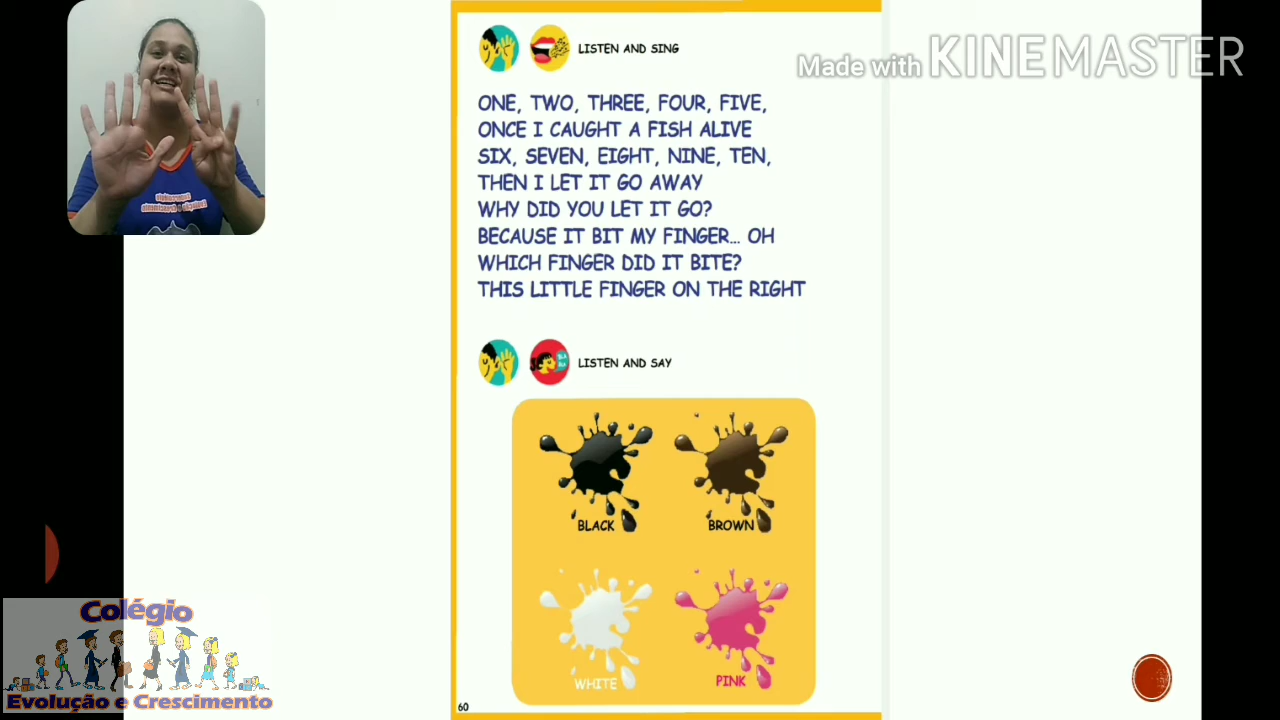 LISTEN AND SING
Made with KINEMASTER
ONE, TWO, THREE, FOUR, FIVE,
ONCE I CAUGHT A FISH ALIVE
SIX, SEVEN, EIGHT, NINE, TEN,
THEN I LET IT GO AWAY
WHY DID YOU LET IT GO?
BECAUSE IT BIT MY FINGER... OH
WHICH FINGER DID IT BITE?
THIS LITTLE FINGER ON THE RIGHT
LISTEN AND SAY
BLACK
BROWN
WHITE
PINK
60
Colégio
Evolução e Crescimento